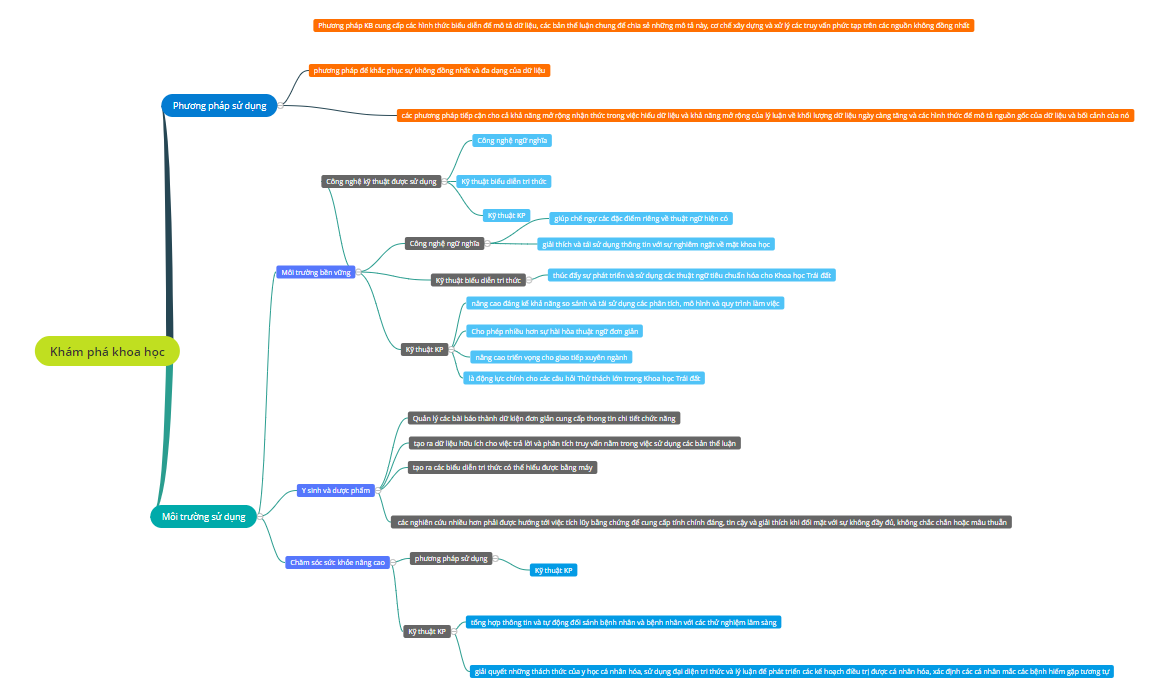 Phương pháp KB cung cấp các hình thức biểu diễn để mô tả dữ liệu, các bản thể luận chung để chia sẻ những mô tả này, cơ chế xây dựng và xử lý các truy vấn phức tạp trên các nguồn không đồng nhất
phương pháp để khắc phục sự không đồng nhất và đa dạng của dữ liệu
Phương pháp sử dụng
các phương pháp tiếp cận cho cả khả năng mở rộng nhận thức trong việc hiểu dữ liệu và khả năng mở rộng của lý luận về khối lượng dữ liệu ngày càng tăng và các hình thức để mô tả nguồn gốc của dữ liệu và bối cảnh của nó
Công nghệ ngữ nghĩa
Công nghệ kỹ thuật được sử dụng
Kỹ thuật biểu diễn tri thức
Kỹ thuật KP
giúp chế ngự các đặc điểm riêng về thuật ngữ hiện có
Công nghệ ngữ nghĩa
giải thích và tái sử dụng thông tin với sự nghiêm ngặt về mặt khoa học
Môi trường bền vững
Kỹ thuật biểu diễn tri thức
thúc đẩy sự phát triển và sử dụng các thuật ngữ tiêu chuẩn hóa cho Khoa học Trái đất
nâng cao đáng kể khả năng so sánh và tái sử dụng các phân tích, mô hình và quy trình làm việc
Cho phép nhiều hơn sự hài hòa thuật ngữ đơn giản
Kỹ thuật KP
nâng cao triển vọng cho giao tiếp xuyên ngành
là động lực chính cho các câu hỏi Thử thách lớn trong Khoa học Trái đất
Khám phá khoa học
Quản lý các bài báo thành dữ kiện đơn giản cung cấp thong tin chi tiết chức năng
tạo ra dữ liệu hữu ích cho việc trả lời và phân tích truy vấn nằm trong việc sử dụng các bản thể luận
tạo ra các biểu diễn tri thức có thể hiểu được bằng máy
Y sinh và dược phẩm
các nghiên cứu nhiều hơn phải được hướng tới việc tích lũy bằng chứng để cung cấp tính chính đáng, tin cậy và giải thích khi đối mặt với sự không đầy đủ, không chắc chắn hoặc mâu thuẫn
Môi trường sử dụng
Chăm sóc sức khỏe nâng cao
phương pháp sử dụng
Kỹ thuật KP
tổng hợp thông tin và tự động đối sánh bệnh nhân và bệnh nhân với các thử nghiệm lâm sàng
Kỹ thuật KP
giải quyết những thách thức của y học cá nhân hóa, sử dụng đại diện tri thức và lý luận để phát triển các kế hoạch điều trị được cá nhân hóa, xác định các cá nhân mắc các bệnh hiếm gặp tương tự